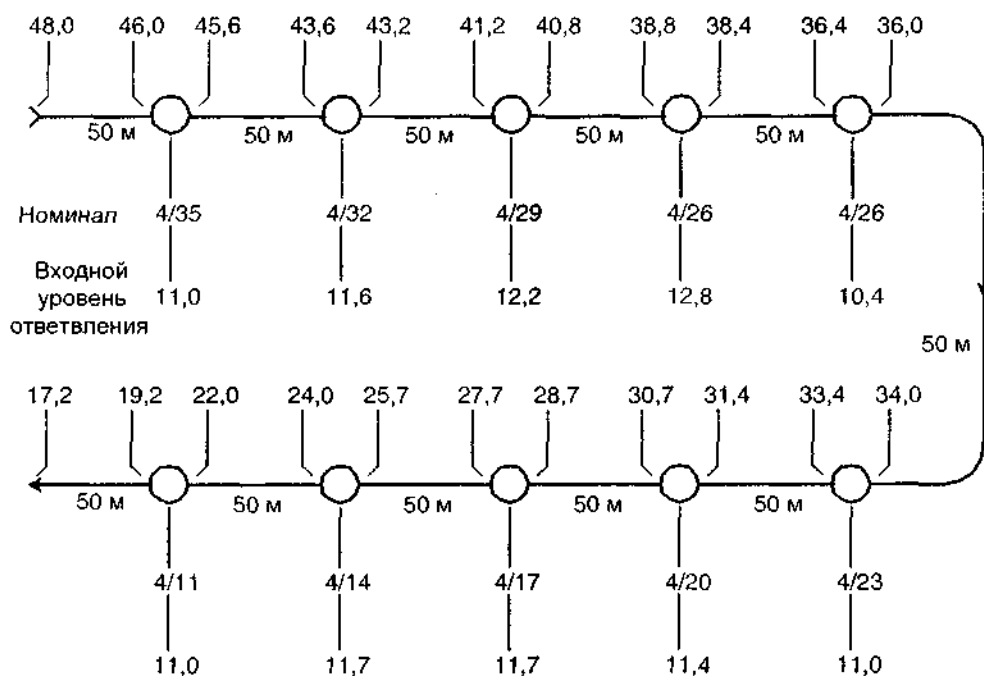 48,0 46,0 45,6 43,6 43,2 41,2 40,8 38,8 38,4 36,4 36,0
50 м 50 м 50 м 50 м 50 м
Номинал 4/35 4/32 4/29 4/26 4/26
Входной
уровень 11,0 11,6 12,2 12,8 10,4
ответвления
50 м
17,2 19,2 22,0 24,0 25,7 27,7 28,7 30,7 31,4 33,4 34,0
50 м 50 м 50 м 50 м 50 м
4/11 4/14 4/17 4/20 4/23
11,0 11,7 11,7 11,4 11,0